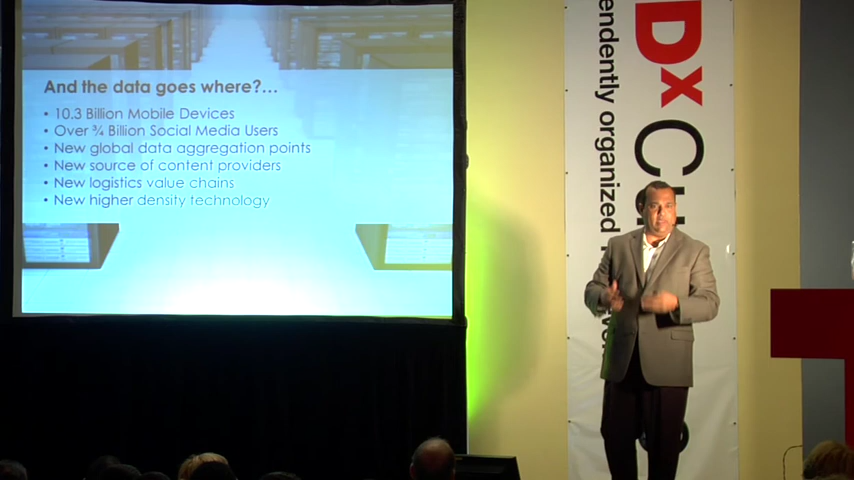 And the data goes where?...
• 10.3 Billion Mobile Devices
• Over ¾ Billion Social Media Users
• New global data aggregation points
• New source of content providers
• New logistics value chains
• New higher density technology
Dx C
endently organized